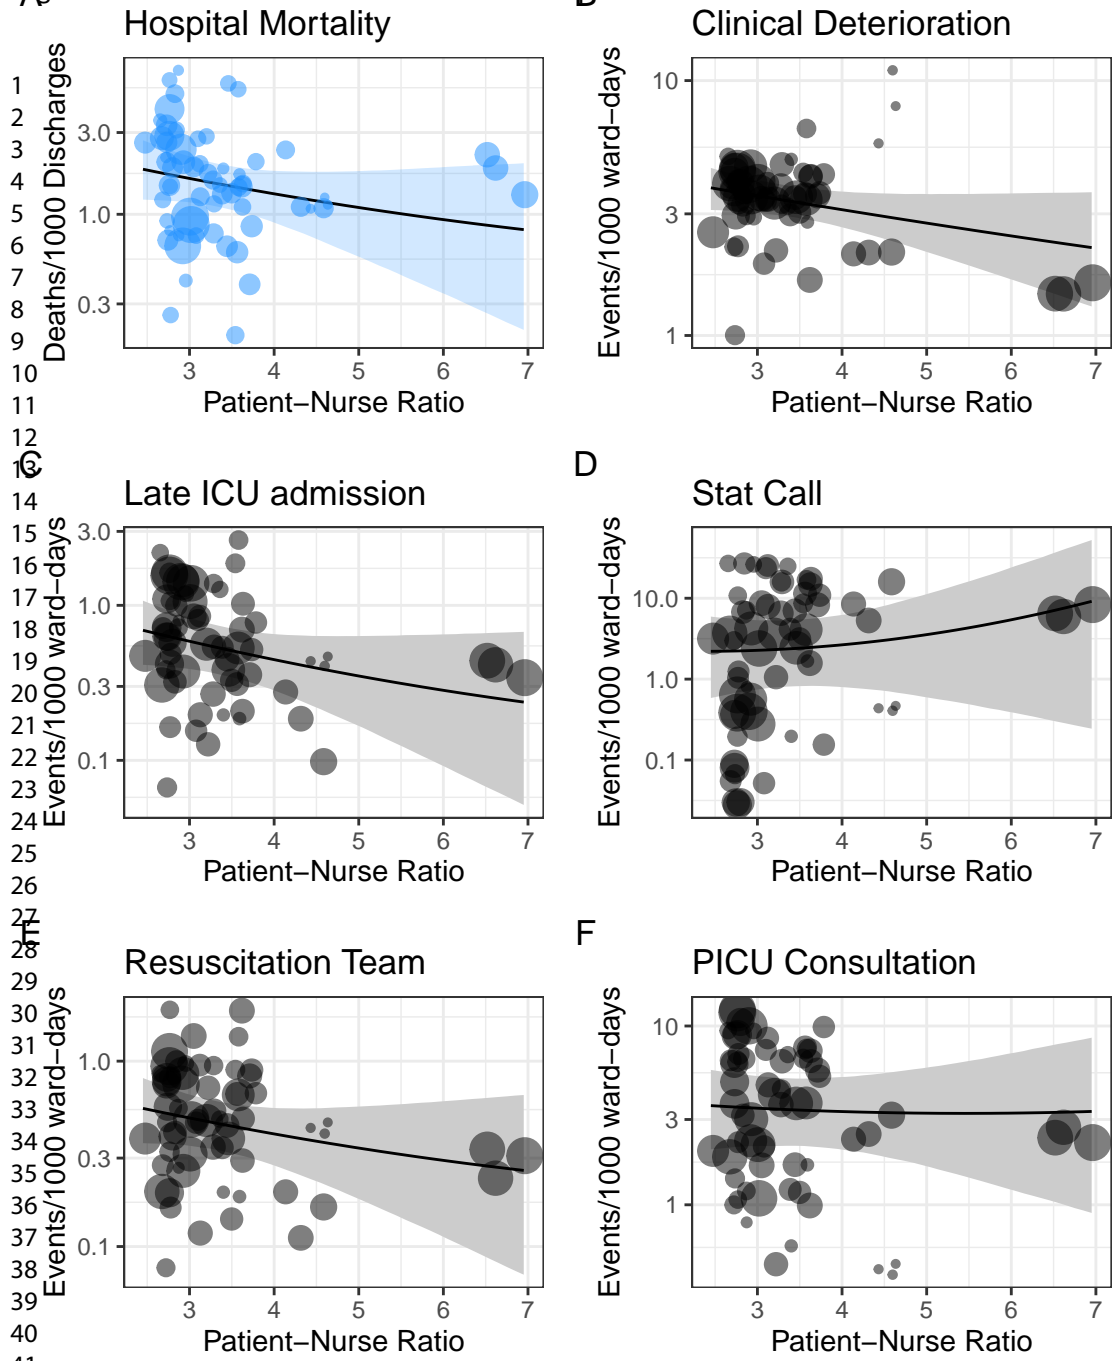 A
B
Hospital Mortality
Clinical Deterioration
Deaths/1000 Discharges
3.0
1.0
0.3
3 4 5 6 7
Patient−Nurse Ratio
Events/1000 ward−days
10
3
1
3 4 5 6 7
Patient−Nurse Ratio
C
D
Late ICU admission
Stat Call
Events/1000 ward−days
3.0
1.0
0.3
0.1
3 4 5 6 7
Patient−Nurse Ratio
Events/1000 ward−days
10.0
1.0
0.1
3 4 5 6 7
Patient−Nurse Ratio
E
F
Resuscitation Team
PICU Consultation
Events/1000 ward−days
1.0
0.3
0.1
3 4 5 6 7
Patient−Nurse Ratio
Events/1000 ward−days
10
3
1
3 4 5 6 7
Patient−Nurse Ratio
1
2
3
4
5
6
7
8
9
10
11
12
13
14
15
16
17
18
19
20
21
22
23
24
25
26
27
28
29
30
31
32
33
34
35
36
37
38
39
40
41